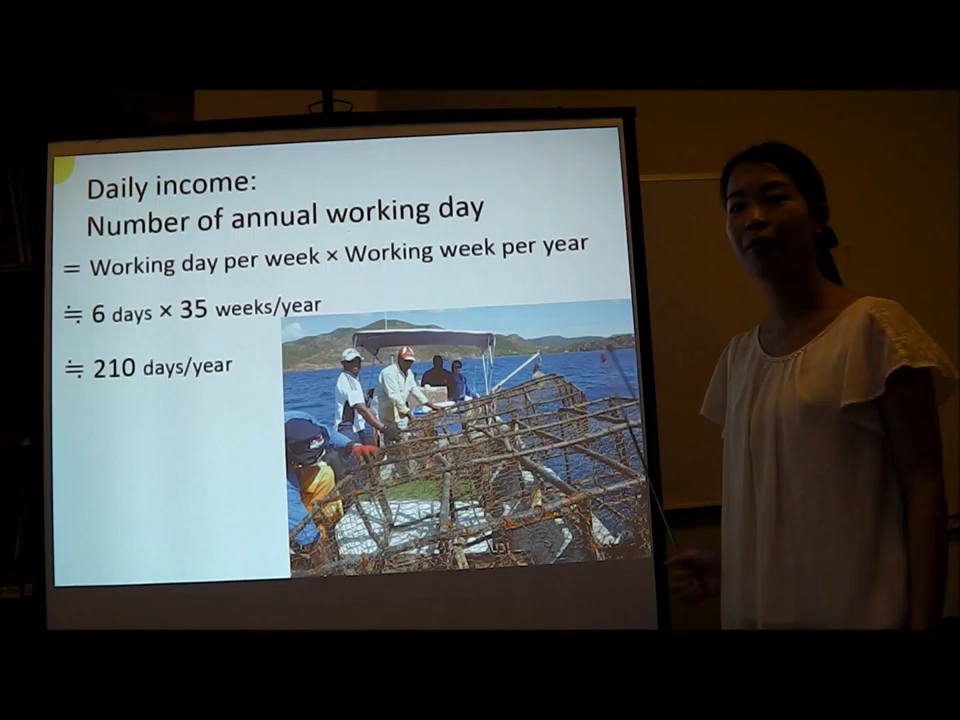 Daily income:
Number of annual working day
= Working day per week × Working week per year
≒ 6 days × 35 weeks/year
≒ 210 days/year